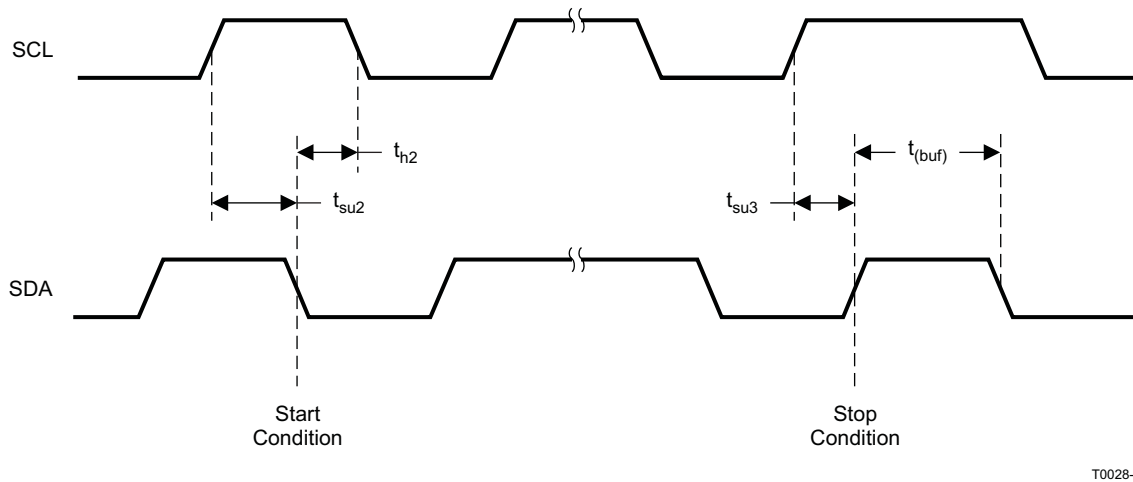 SCL
t_h2
t_(buf)
t_su2
t_su3
SDA
Start
Condition
Stop
Condition
T0028-